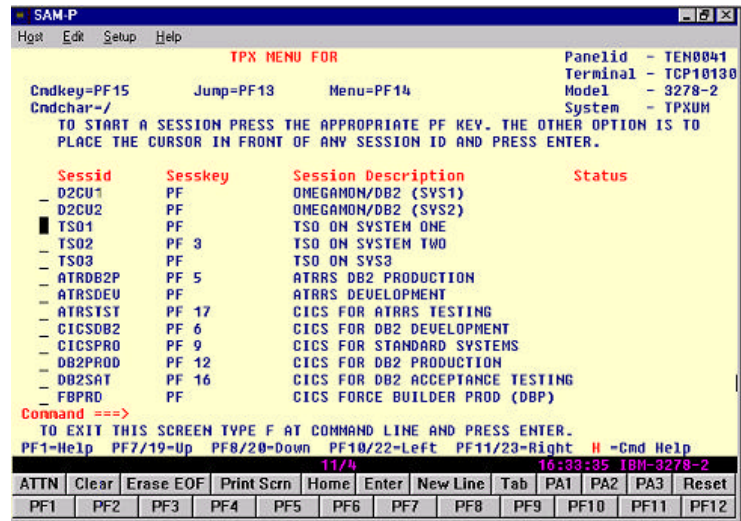 SAM-P
Host Edit Setup Help
TPX MENU FOR Panelid - TEN0041
Terminal - TCP10130
Cmdkey=PF15 Jump=PF13 Menu=PF14 Model - 3278-2
Cmdchar=/ System - TPXUM
TO START A SESSION PRESS THE APPROPRIATE PF KEY. THE OTHER OPTION IS TO
PLACE THE CURSOR IN FRONT OF ANY SESSION ID AND PRESS ENTER.
Sessid Sesskey Session Description Status
_ D2CU1 PF OMEGAMON/DB2 (SYS1)
_ D2CU2 PF OMEGAMON/DB2 (SYS2)
TSO1 PF TSO ON SYSTEM ONE
_ TSO2 PF 3 TSO ON SYSTEM TWO
_ TSO3 PF TSO ON SYS3
_ ATRDB2P PF 5 ATRRS DB2 PRODUCTION
_ ATRSDEV PF ATRRS DEVELOPMENT
_ ATRSTST PF 17 CICS FOR ATRRS TESTING
_ CICSDB2 PF 6 CICS FOR DB2 DEVELOPMENT
_ CICSPRO PF 9 CICS FOR STANDARD SYSTEMS
_ DB2PROD PF 12 CICS FOR DB2 PRODUCTION
_ DB2SAT PF 16 CICS FOR DB2 ACCEPTANCE TESTING
_ FBPRD PF CICS FORCE BUILDER PROD (DBP)
Command ===>
TO EXIT THIS SCREEN TYPE F AT COMMAND LINE AND PRESS ENTER.
PF1=Help PF7/19=Up PF8/20=Down PF10/22=Left PF11/23=Right H =Cmd Help
11/4 16:33:35 IBM-3278-2
ATTN Clear Erase EOF Print Scrn Home Enter New Line Tab PA1 PA2 PA3 Reset
PF1 PF2 PF3 PF4 PF5 PF6 PF7 PF8 PF9 PF10 PF11 PF12